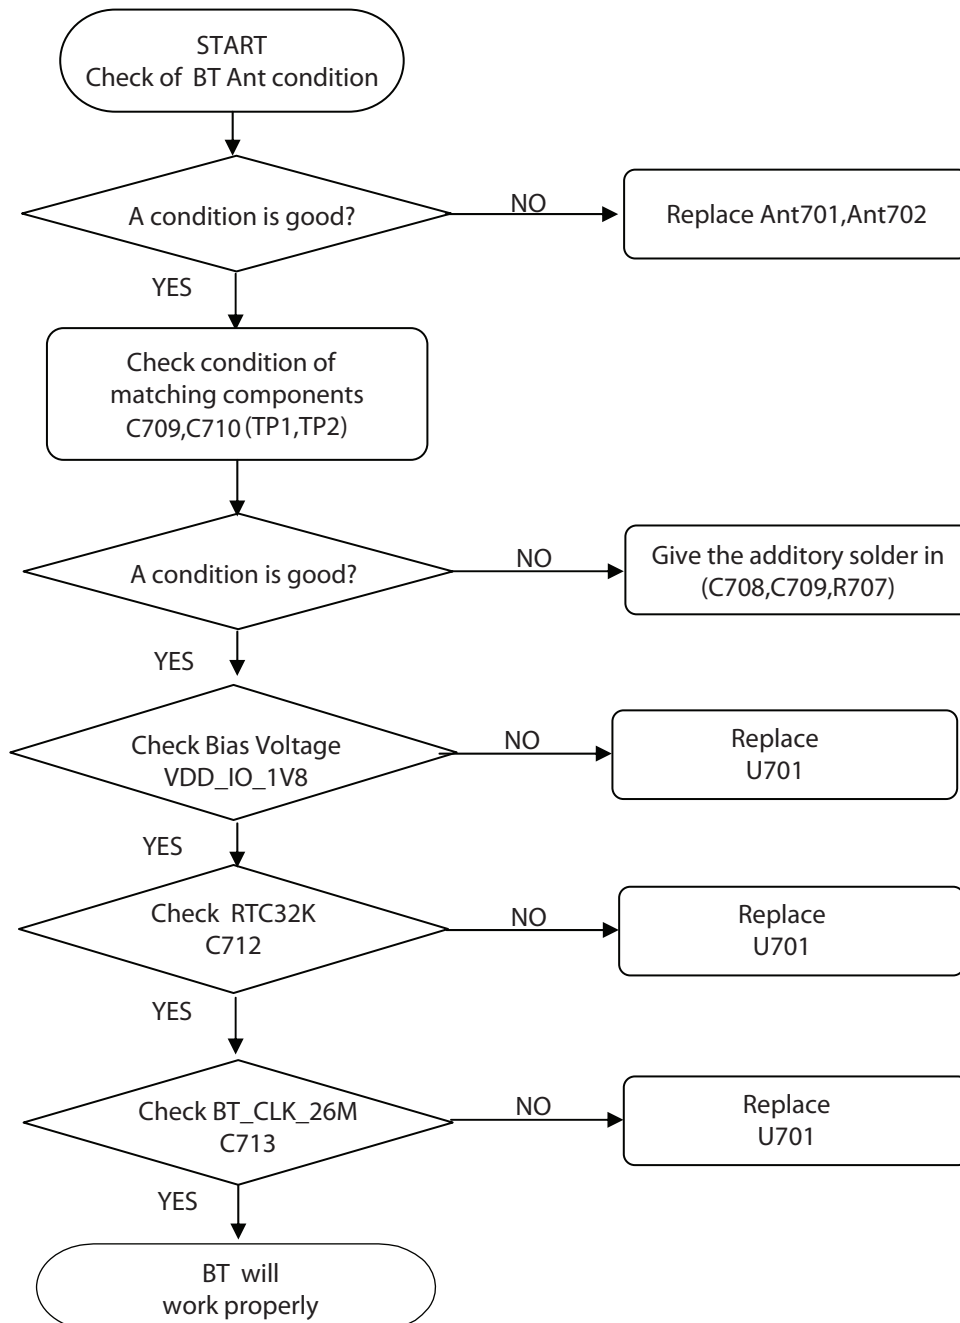 START
Check of BT Ant condition
A condition is good?
NO
Replace Ant701,Ant702
YES
Check condition of
matching components
C709,C710 (TP1,TP2)
A condition is good?
NO
Give the additory solder in
(C708,C709,R707)
YES
Check Bias Voltage
VDD_IO_1V8
NO
Replace
U701
YES
Check RTC32K
C712
NO
Replace
U701
YES
Check BT_CLK_26M
C713
NO
Replace
U701
YES
BT will
work properly